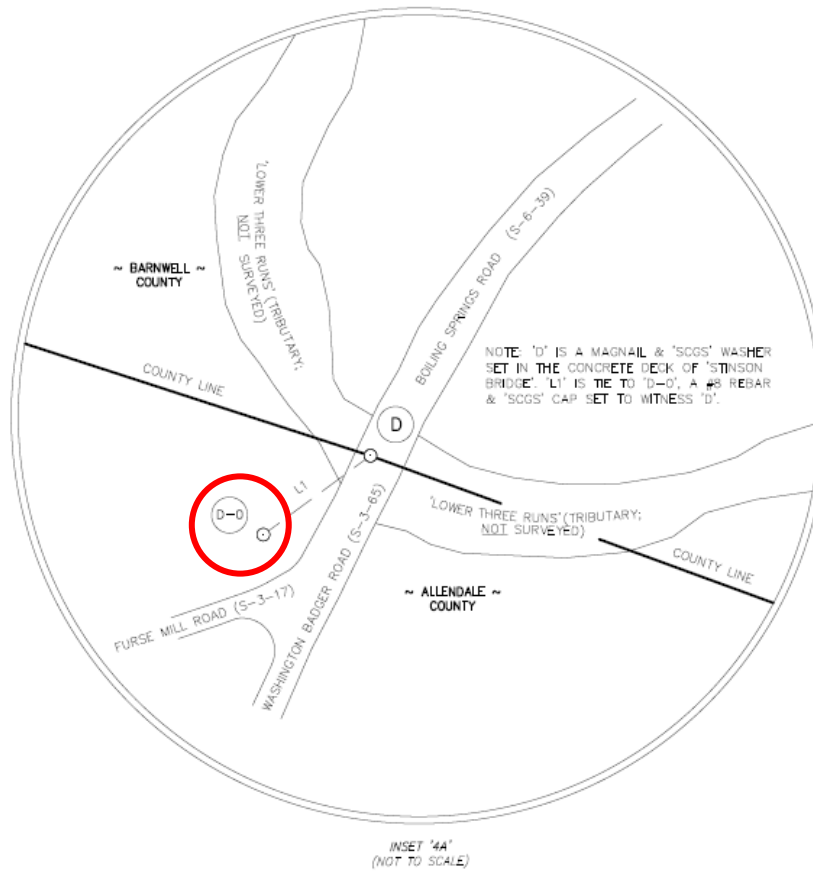 'LOWER THREE RUNS' (TRIBUTARY;
NOT SURVEYED)
BOILING SPRINGS ROAD (S-6-39)
~ BARNWELL ~
COUNTY
COUNTY LINE
NOTE: 'D' IS A MAGNAIL & 'SCGS' WASHER
SET IN THE CONCRETE DECK OF 'STINSON
BRIDGE'. 'L1' IS TIE TO 'D-0', A #8 REBAR
& 'SCGS' CAP SET TO WITNESS 'D'.
D
L1
D-0
'LOWER THREE RUNS' (TRIBUTARY;
NOT SURVEYED)
COUNTY LINE
WASHINGTON BADGER ROAD (S-3-65)
~ ALLENDALE ~
COUNTY
FURSE MILL ROAD (S-3-17)
INSET '4A'
(NOT TO SCALE)